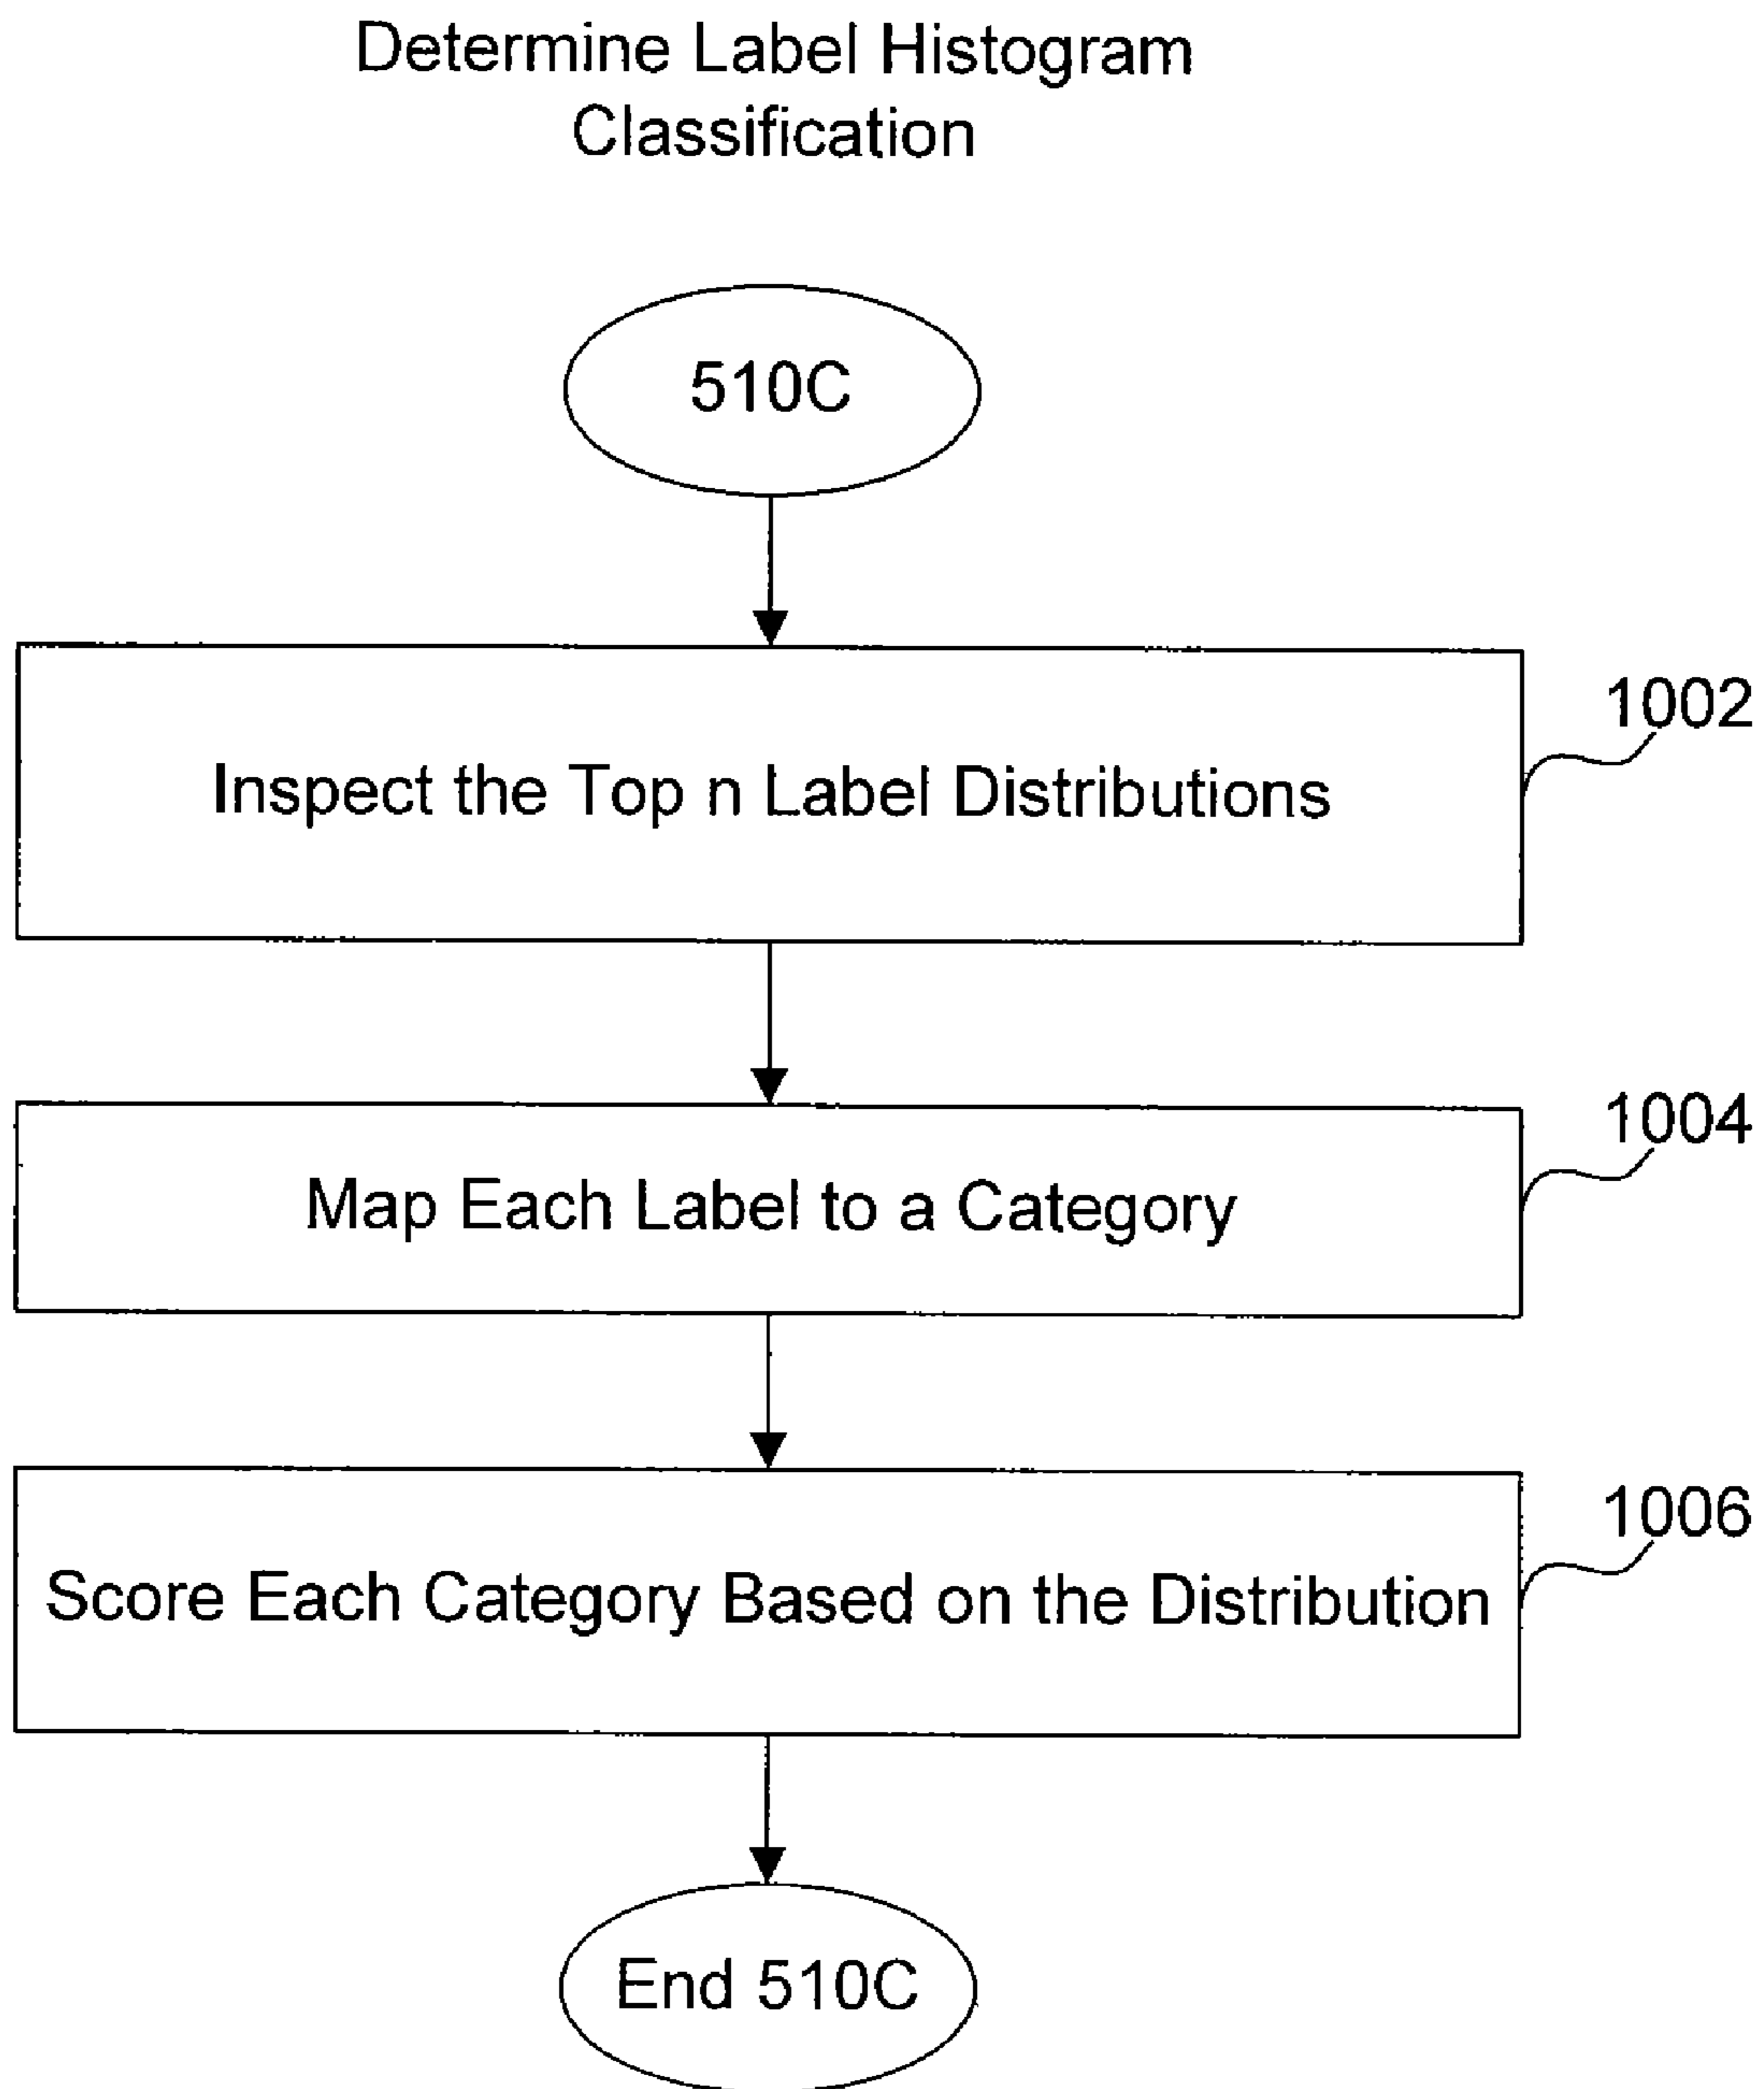 Determine Label Histogram
Classification
510C
1002
Inspect the Top n Label Distributions
1004
Map Each Label to a Category
1006
Score Each Category Based on the Distribution
End 510C